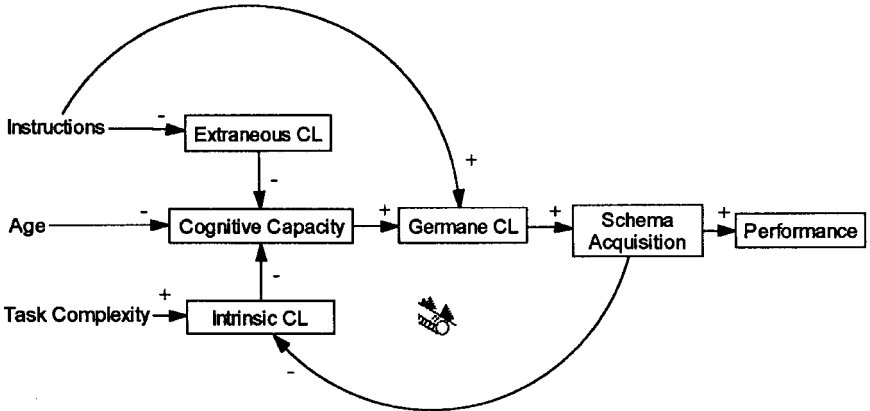 Instructions
-
Extraneous CL
-
+
Age
-
Cognitive Capacity
+
Germane CL
+
Schema
Acquisition
+
Performance
-
Task Complexity
+
Intrinsic CL
-